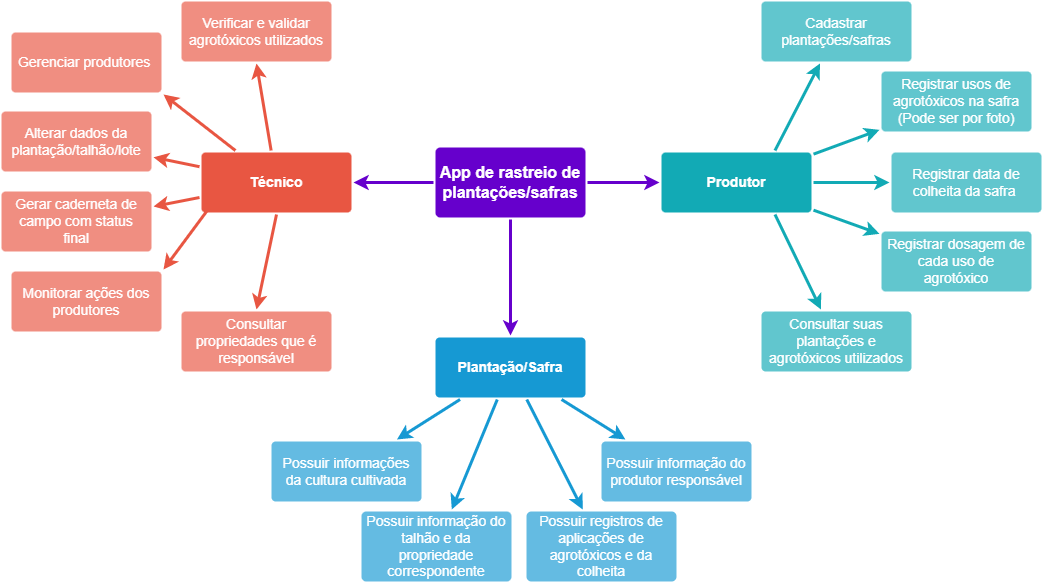 Verificar e validar
agrotóxicos utilizados
Gerenciar produtores
Alterar dados da
plantação/talhão/lote
Gerar caderneta de
campo com status
final
Monitorar ações dos
produtores
Consultar
propriedades que é
responsável
Técnico
App de rastreio de
plantações/safras
Produtor
Cadastrar
plantações/safras
Registrar usos de
agrotóxicos na safra
(Pode ser por foto)
Registrar data de
colheita da safra
Registrar dosagem de
cada uso de
agrotóxico
Consultar suas
plantações e
agrotóxicos utilizados
Plantação/Safra
Possuir informações
da cultura cultivada
Possuir informação do
talhão e da
propriedade
correspondente
Possuir registros de
aplicações de
agrotóxicos e da
colheita
Possuir informação do
produtor responsável